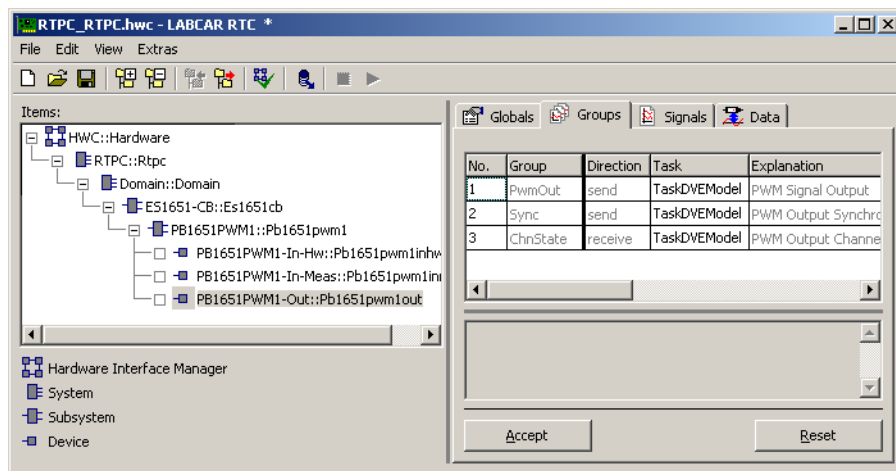 RTPC_RTPC.hwc - LABCAR RTC *
File Edit View Extras
Items:
HWC::Hardware
RTPC::Rtpc
Domain::Domain
ES1651-CB::Es1651cb
PB1651PWM1::Pb1651pwm1
PB1651PWM1-In-Hw::Pb1651pwm1inhw
PB1651PWM1-In-Meas::Pb1651pwm1in
PB1651PWM1-Out::Pb1651pwm1out
Hardware Interface Manager
System
Subsystem
Device
Globals Groups Signals Data
No. Group Direction Task Explanation
1 PwmOut send TaskDVEModel PWM Signal Output
2 Sync send TaskDVEModel PWM Output Synchro
3 ChnState receive TaskDVEModel PWM Output Channe
Accept Reset